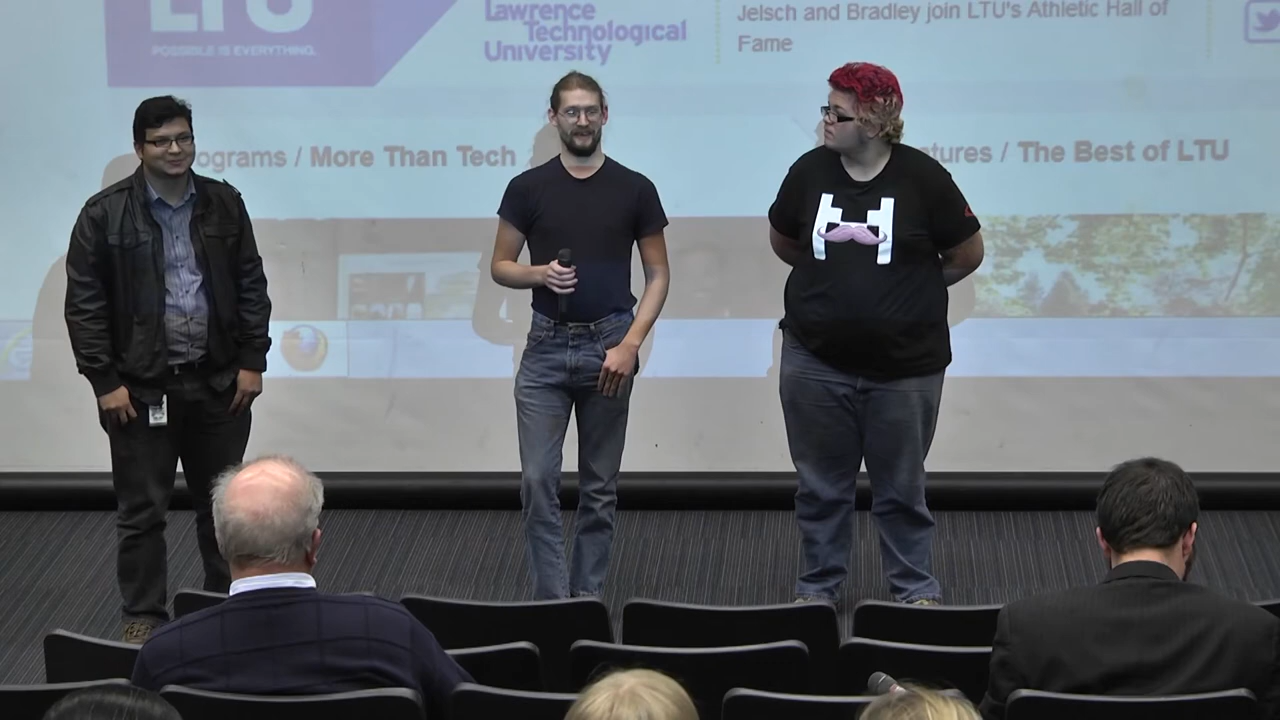 LTU
POSSIBLE IS EVERYTHING.
Lawrence
Technological
University
Jelsch and Bradley join LTU's Athletic Hall of
Fame
ograms / More Than Tech
tures / The Best of LTU
H